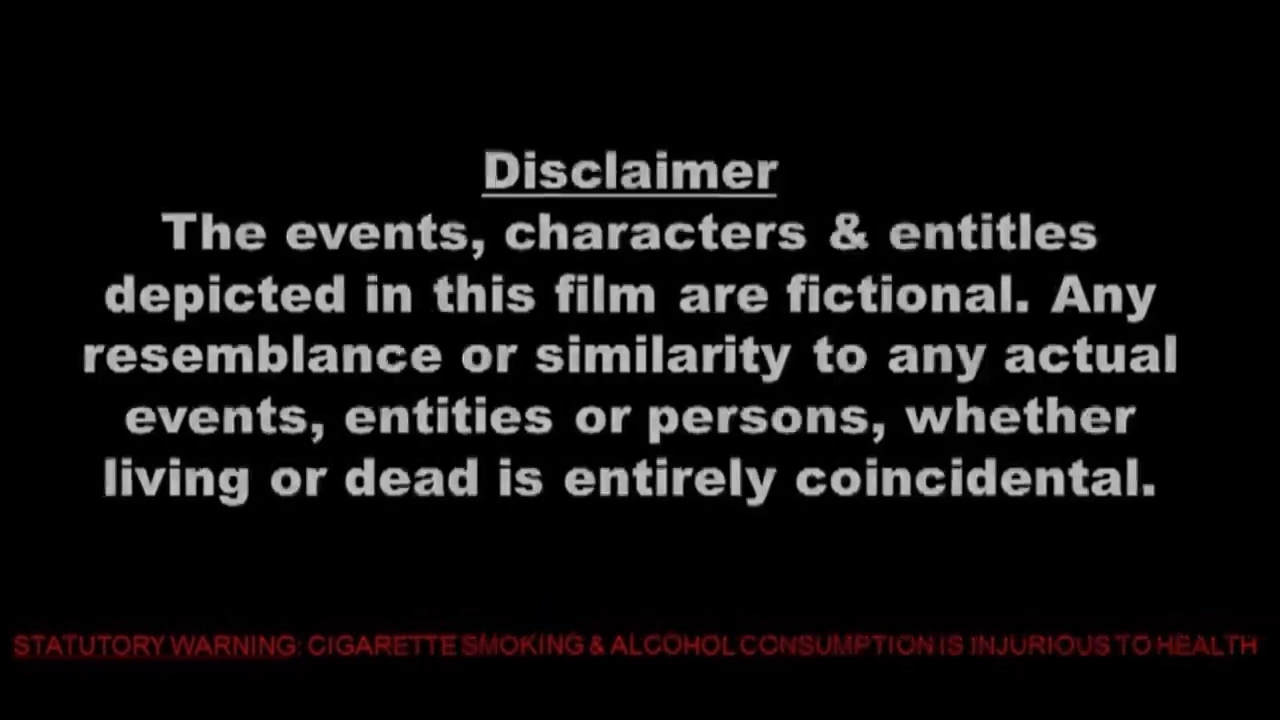 Disclaimer
The events, characters & entitles
depicted in this film are fictional. Any
resemblance or similarity to any actual
events, entities or persons, whether
living or dead is entirely coincidental.
STATUTORY WARNING: CIGARETTE SMOKING & ALCOHOL CONSUMPTION IS INJURIOUS TO HEALTH